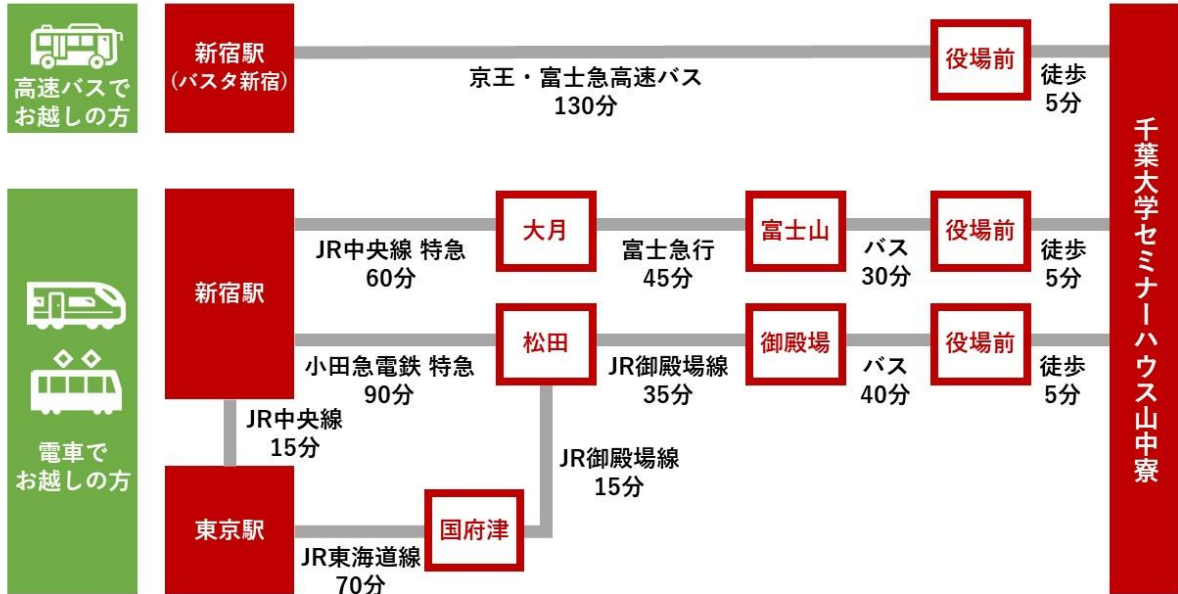 高速バスで
お越しの方
新宿駅
(バスタ新宿)
京王・富士急高速バス
130分
役場前
徒歩
5分
電車で
お越しの方
新宿駅
JR中央線 特急
60分
大月
富士急行
45分
富士山
バス
30分
役場前
徒歩
5分
小田急電鉄 特急
90分
松田
JR御殿場線
35分
御殿場
バス
40分
役場前
徒歩
5分
JR中央線
15分
東京駅
JR東海道線
70分
国府津
JR御殿場線
15分
千葉大学セミナーハウス山中寮